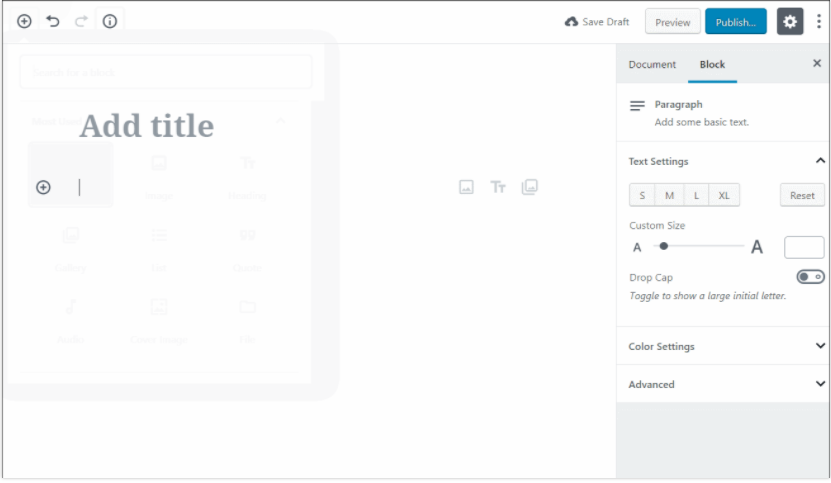 Save Draft
Preview
Publish...
Search for a block
Add title
Image
Heading
Gallery
List
Quote
Audio
Cover Image
File
Document
Block
Paragraph
Add some basic text.
Text Settings
S M L XL
Reset
Custom Size
A A
Drop Cap
Toggle to show a large initial letter.
Color Settings
Advanced